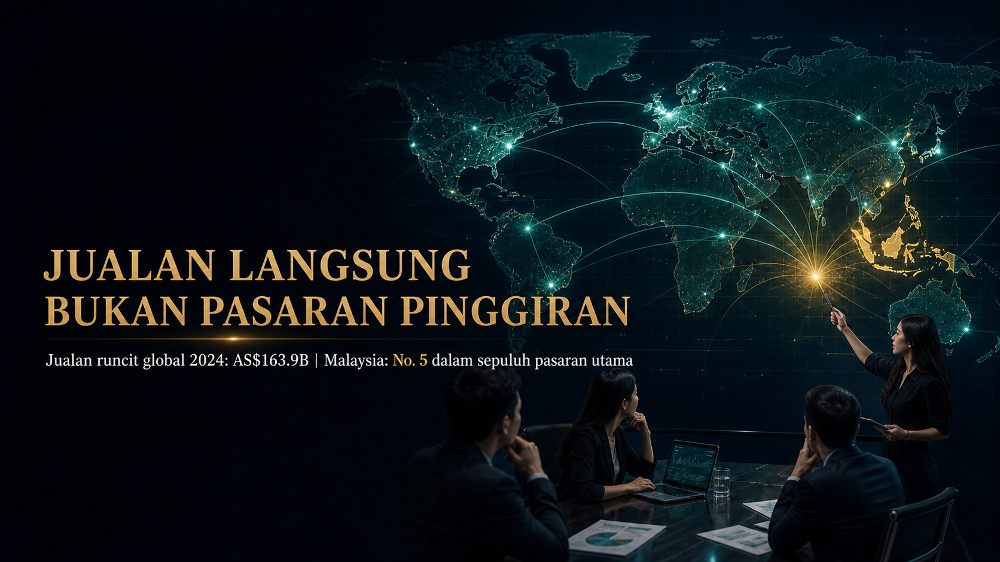 JUALAN LANGSUNG
BUKAN PASARAN PINGGIRAN
Jualan runcit global 2024: AS$163.9B | Malaysia: No. 5 dalam sepuluh pasaran utama